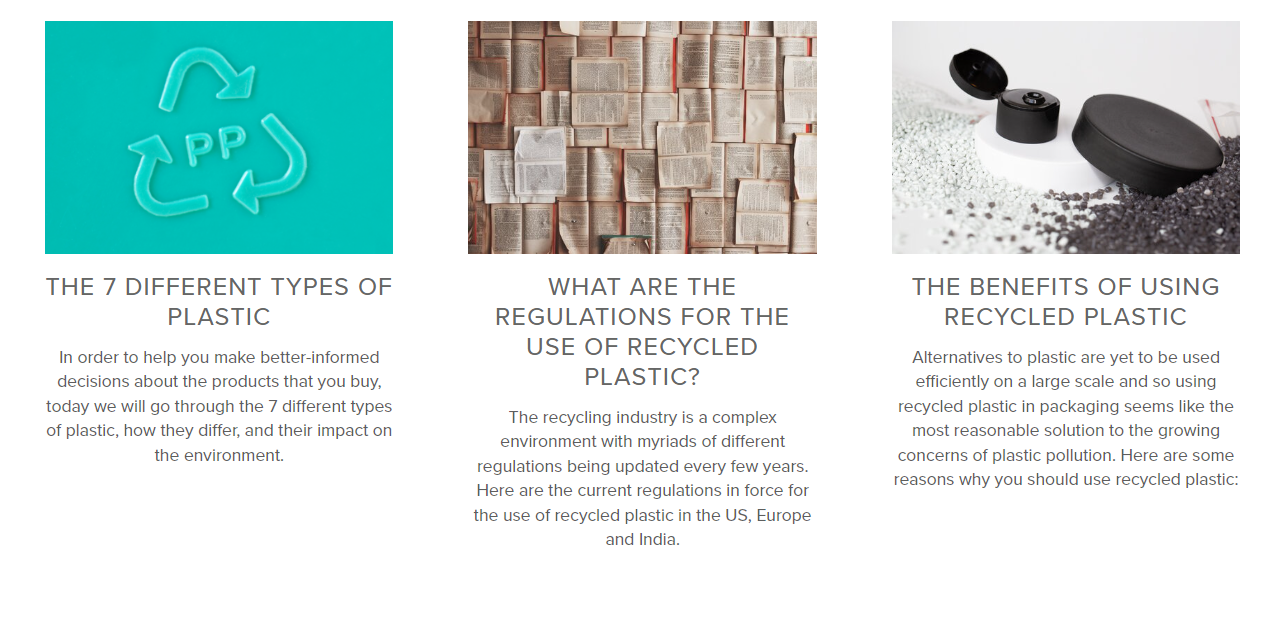 PP
THE 7 DIFFERENT TYPES OF
PLASTIC
In order to help you make better-informed
decisions about the products that you buy,
today we will go through the 7 different types
of plastic, how they differ, and their impact on
the environment.
WHAT ARE THE
REGULATIONS FOR THE
USE OF RECYCLED
PLASTIC?
The recycling industry is a complex
environment with myriads of different
regulations being updated every few years.
Here are the current regulations in force for
the use of recycled plastic in the US, Europe
and India.
THE BENEFITS OF USING
RECYCLED PLASTIC
Alternatives to plastic are yet to be used
efficiently on a large scale and so using
recycled plastic in packaging seems like the
most reasonable solution to the growing
concerns of plastic pollution. Here are some
reasons why you should use recycled plastic: